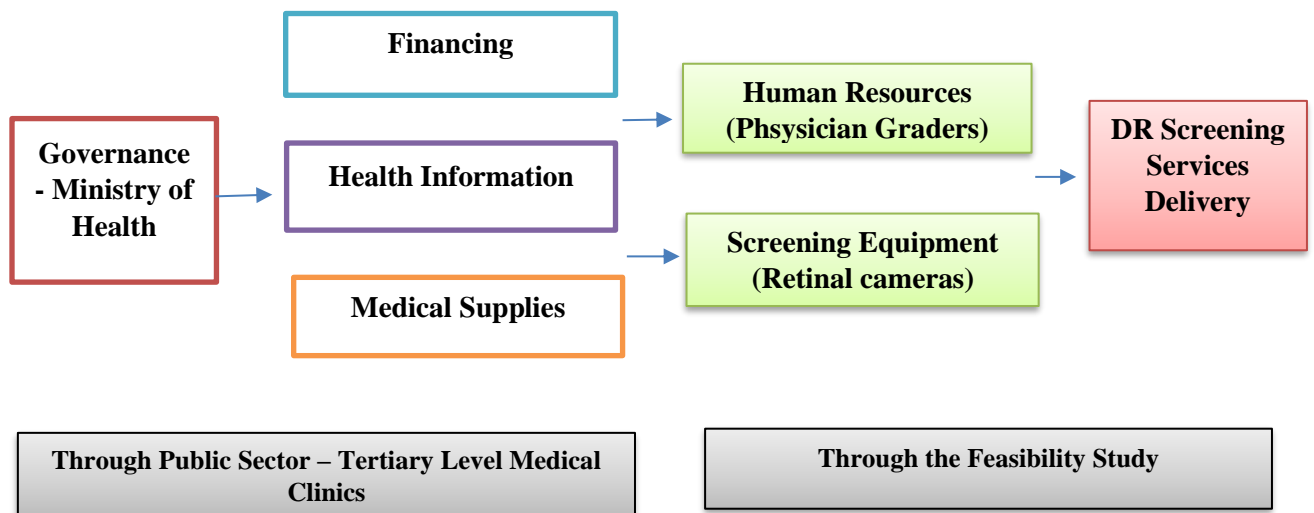 Governance
- Ministry of
Health
Financing
Health Information
Medical Supplies
Human Resources
(Phsysician Graders)
Screening Equipment
(Retinal cameras)
DR Screening
Services
Delivery
Through Public Sector – Tertiary Level Medical
Clinics
Through the Feasibility Study